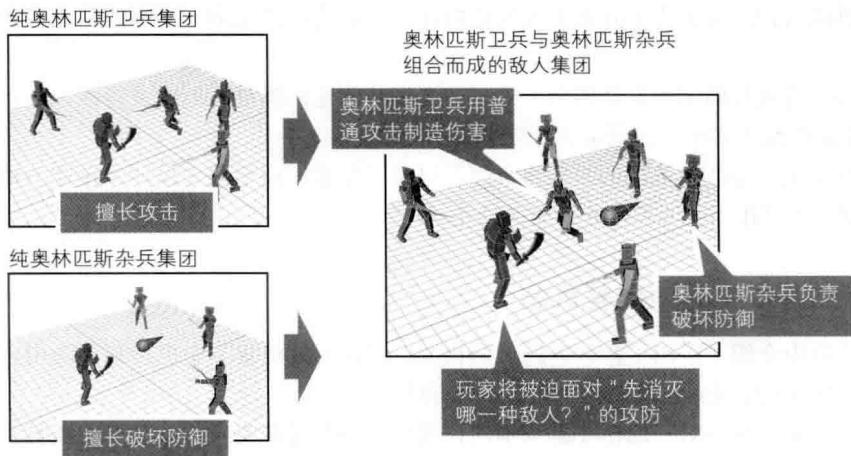 纯奥林匹斯卫兵集团
擅长攻击
纯奥林匹斯杂兵集团
擅长破坏防御
奥林匹斯卫兵与奥林匹斯杂兵
组合而成的敌人集团
奥林匹斯卫兵用普
通攻击制造伤害
奥林匹斯杂兵负责
破坏防御
玩家将被迫面对“先消灭
哪一种敌人？”的攻防